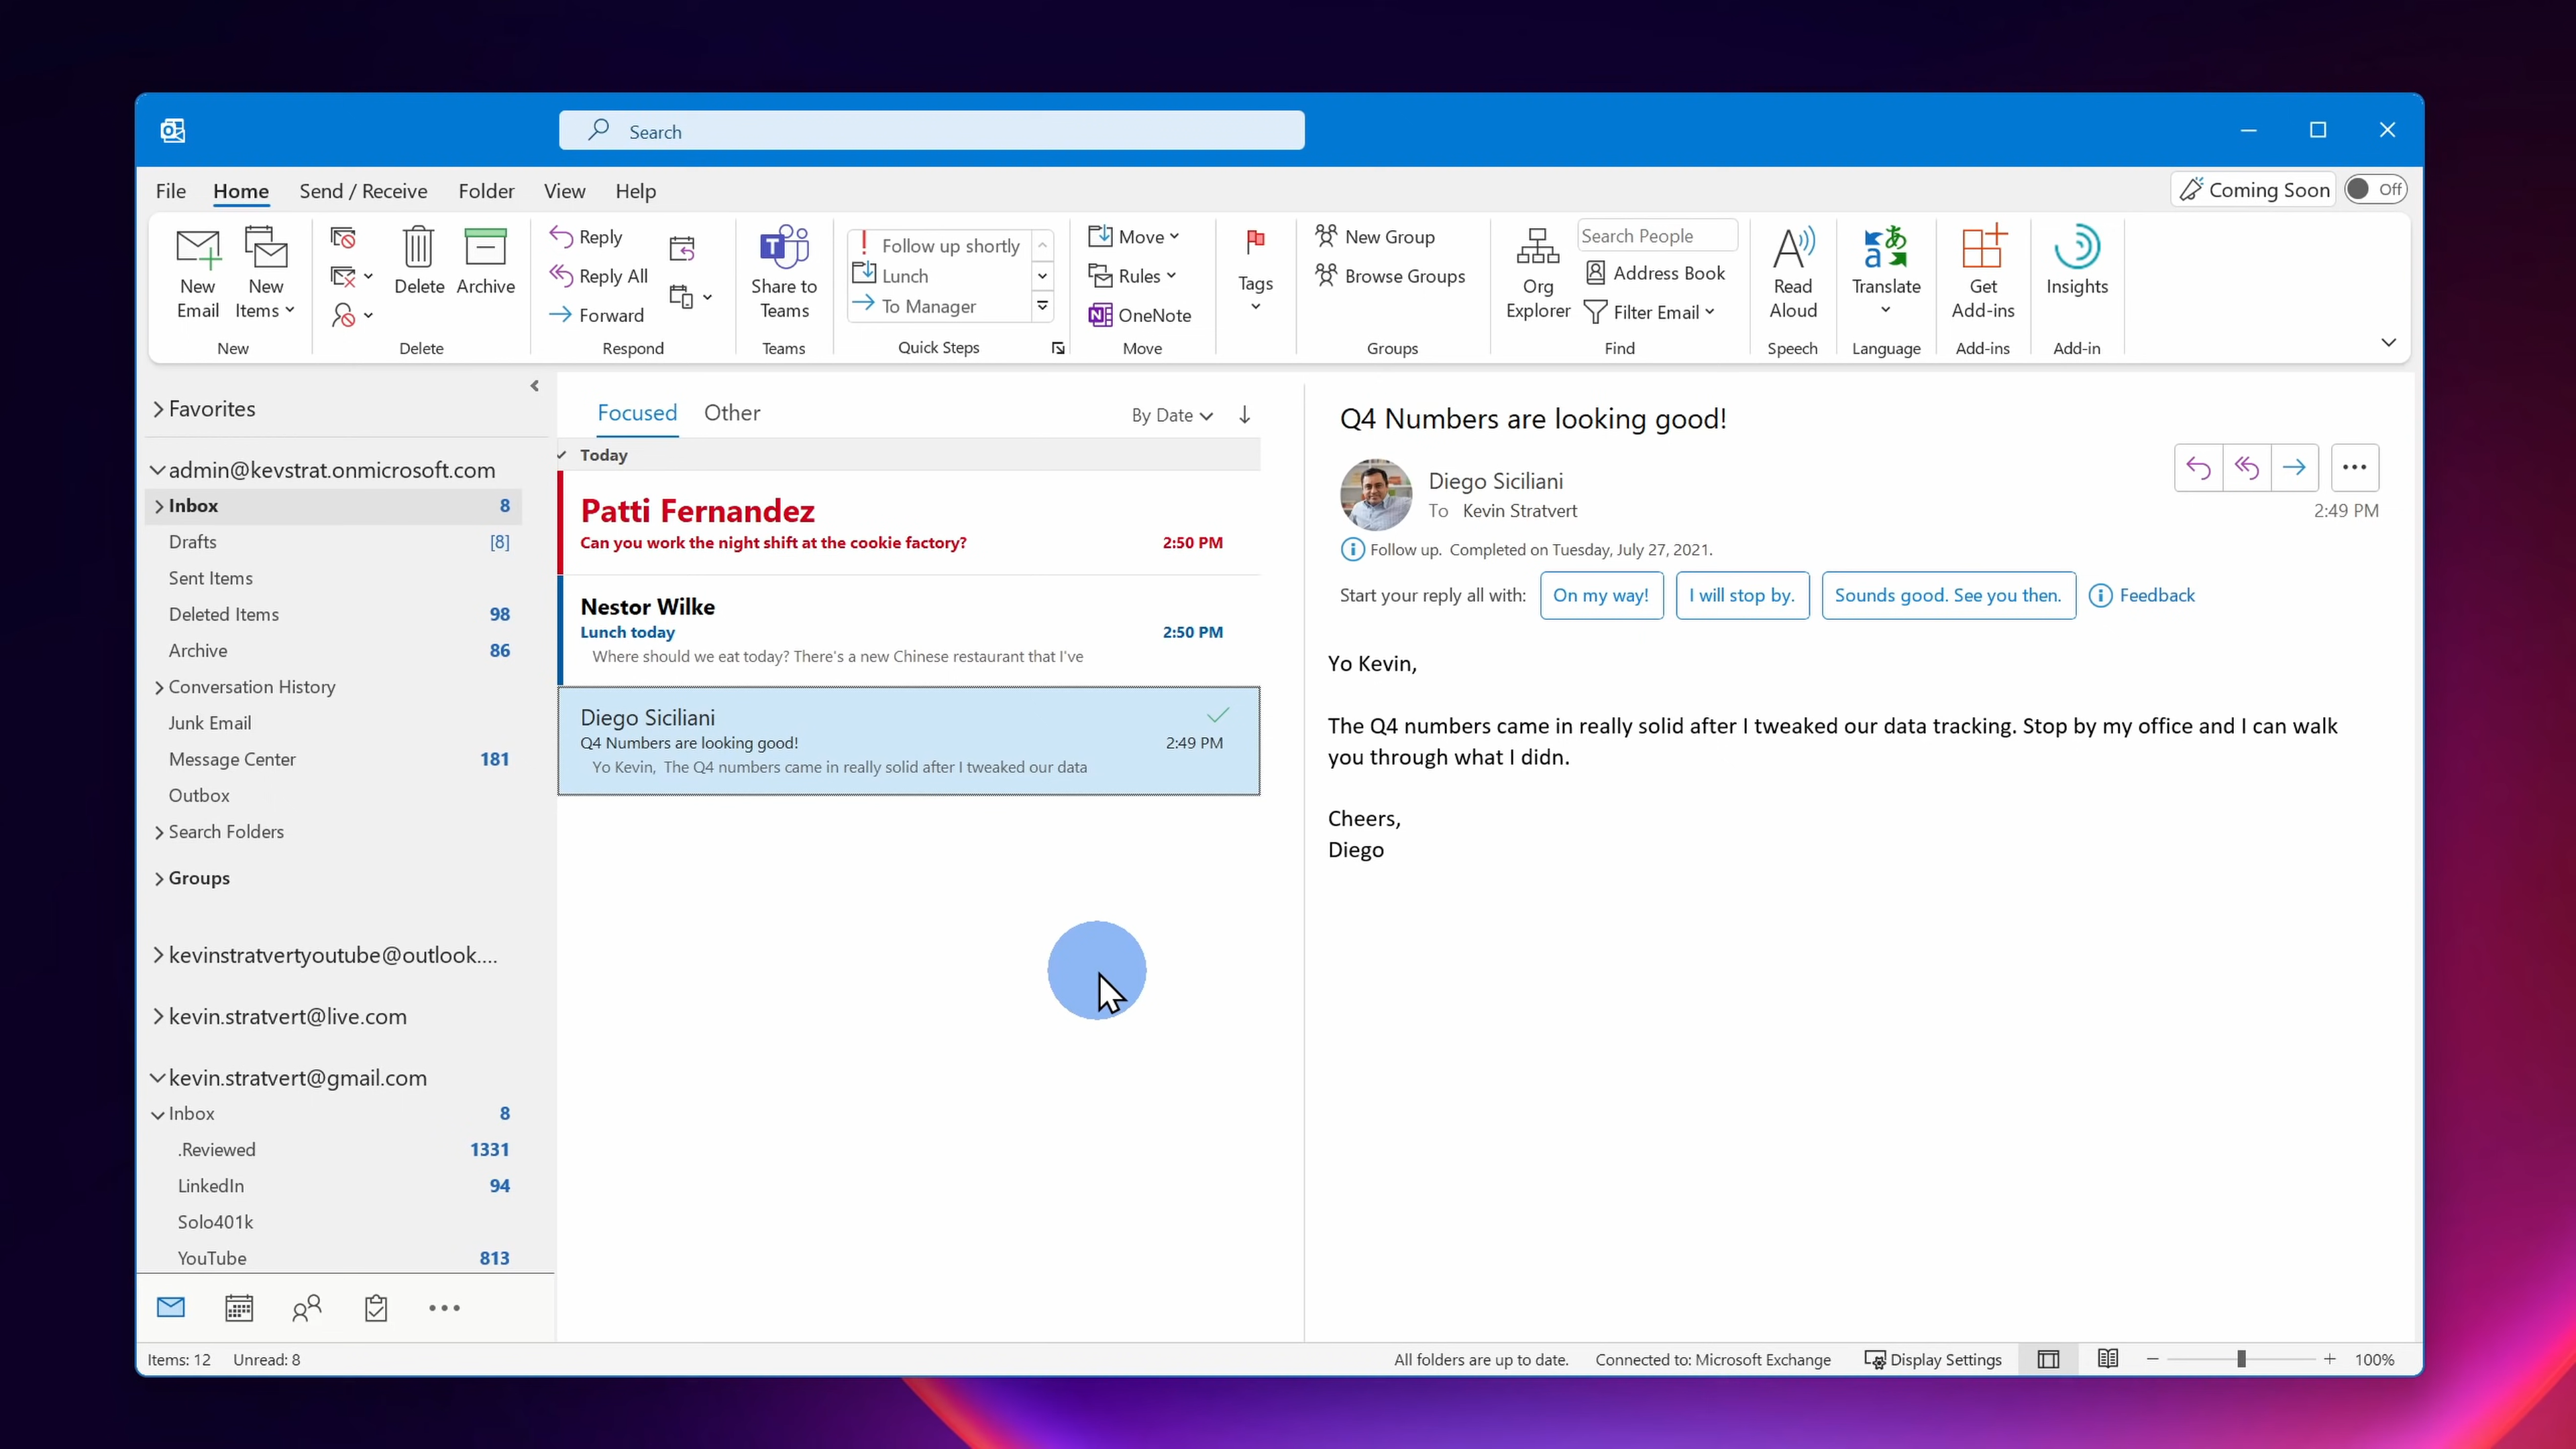 Search
File Home Send / Receive Folder View Help
Coming Soon Off
New Email
New Items
New
Delete
Archive
Delete
Reply
Reply All
Forward
Respond
Share to Teams
Teams
Follow up shortly
Lunch
To Manager
Quick Steps
Move
Rules
OneNote
Move
Tags
New Group
Browse Groups
Groups
Org Explorer
Search People
Address Book
Filter Email
Find
Read Aloud
Speech
Translate
Language
Get Add-ins
Add-ins
Insights
Add-in
Favorites
admin@kevstrat.onmicrosoft.com
Inbox 8
Drafts [8]
Sent Items
Deleted Items 98
Archive 86
Conversation History
Junk Email
Message Center 181
Outbox
Search Folders
Groups
kevinstratvertyoutube@outlook....
kevin.stratvert@live.com
kevin.stratvert@gmail.com
Inbox 8
.Reviewed 1331
LinkedIn 94
Solo401k
YouTube 813
Focused Other By Date
Today
Patti Fernandez
Can you work the night shift at the cookie factory? 2:50 PM
Nestor Wilke
Lunch today 2:50 PM
Where should we eat today? There's a new Chinese restaurant that I've
Diego Siciliani
Q4 Numbers are looking good! 2:49 PM
Yo Kevin, The Q4 numbers came in really solid after I tweaked our data
Q4 Numbers are looking good!
Diego Siciliani
To Kevin Stratvert
2:49 PM
Follow up. Completed on Tuesday, July 27, 2021.
Start your reply all with: On my way! I will stop by. Sounds good. See you then. Feedback
Yo Kevin,
The Q4 numbers came in really solid after I tweaked our data tracking. Stop by my office and I can walk
you through what I didn.
Cheers,
Diego
Items: 12 Unread: 8
All folders are up to date. Connected to: Microsoft Exchange Display Settings 100%